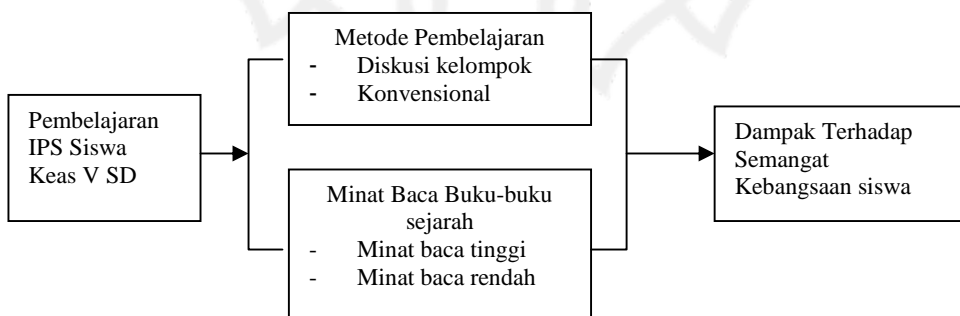 Pembelajaran
IPS Siswa
Keas V SD
Metode Pembelajaran
- Diskusi kelompok
- Konvensional
Minat Baca Buku-buku
sejarah
- Minat baca tinggi
- Minat baca rendah
Dampak Terhadap
Semangat
Kebangsaan siswa